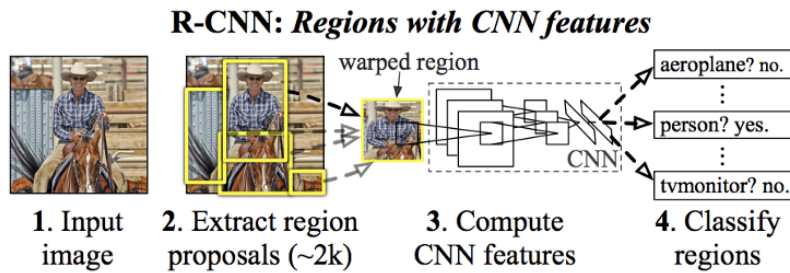 R-CNN: Regions with CNN features
warped region
aeroplane? no.
⋮
person? yes.
⋮
tvmonitor? no.
CNN
1. Input
image
2. Extract region
proposals (~2k)
3. Compute
CNN features
4. Classify
regions